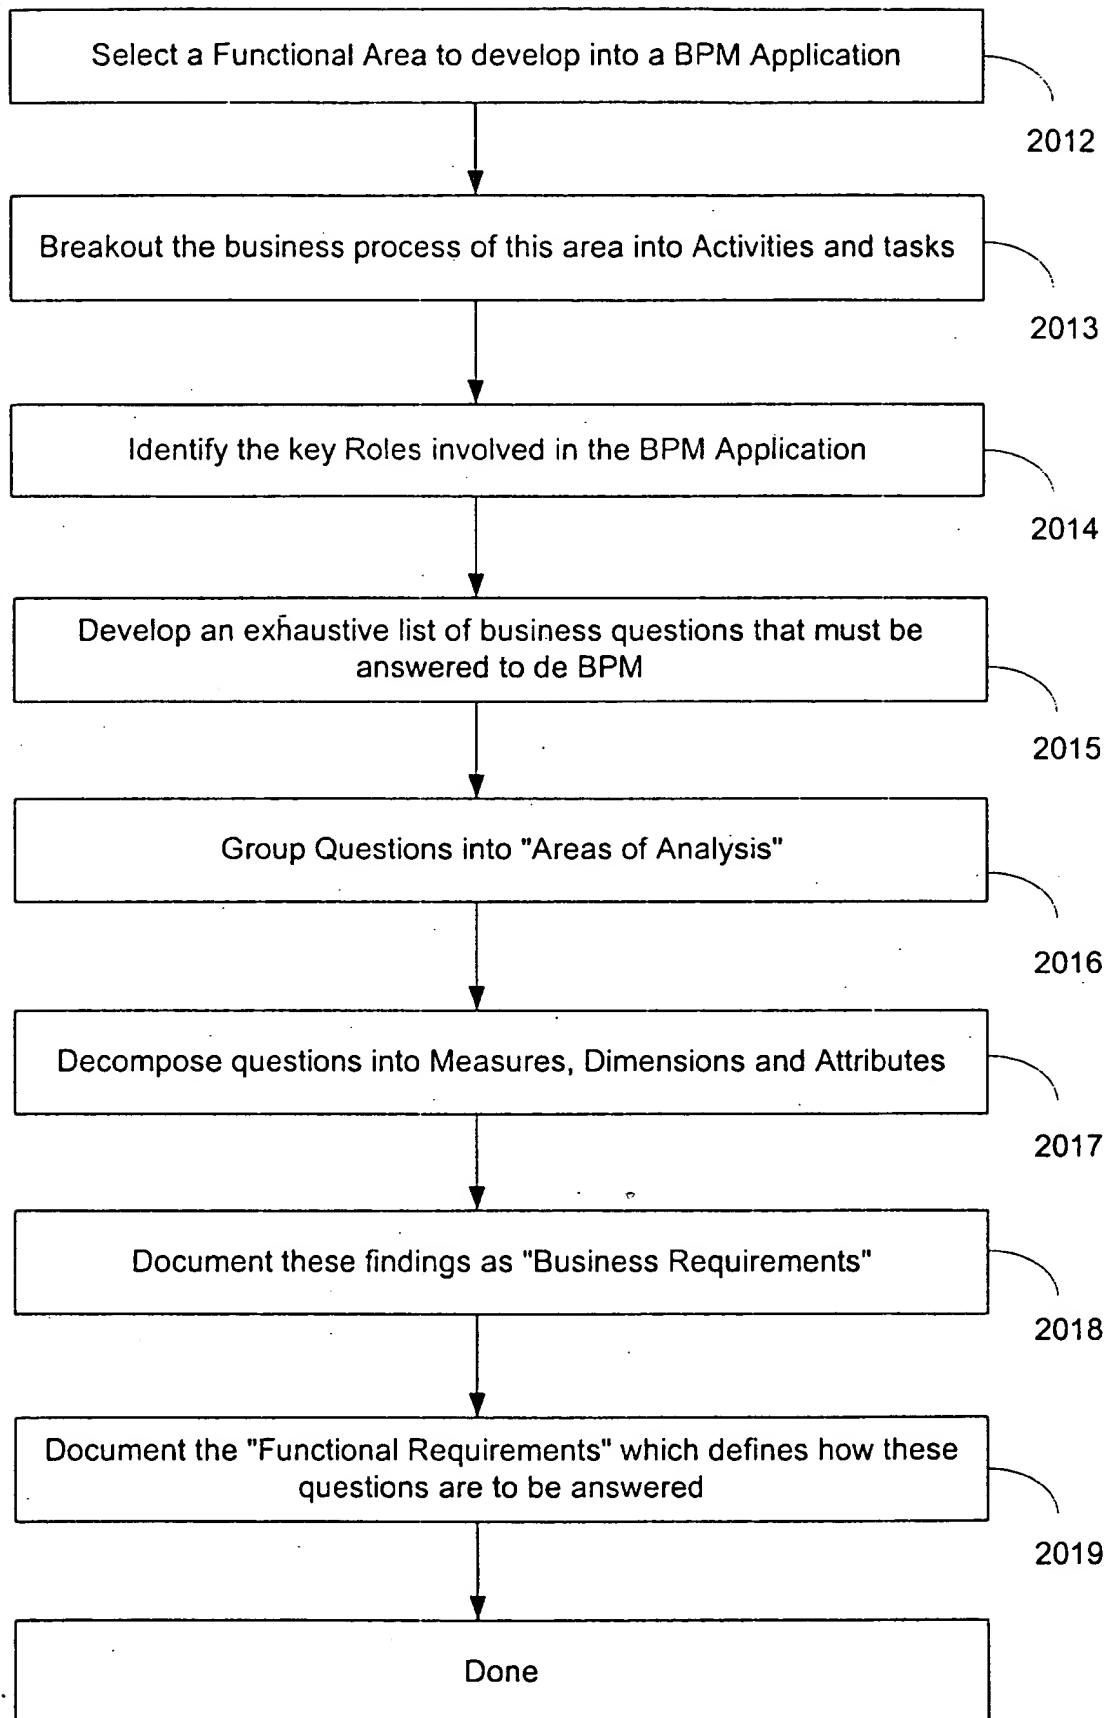 Select a Functional Area to develop into a BPM Application
2012
Breakout the business process of this area into Activities and tasks
2013
Identify the key Roles involved in the BPM Application
2014
Develop an exhaustive list of business questions that must be
answered to de BPM
2015
Group Questions into "Areas of Analysis"
2016
Decompose questions into Measures, Dimensions and Attributes
2017
Document these findings as "Business Requirements"
2018
Document the "Functional Requirements" which defines how these
questions are to be answered
2019
Done